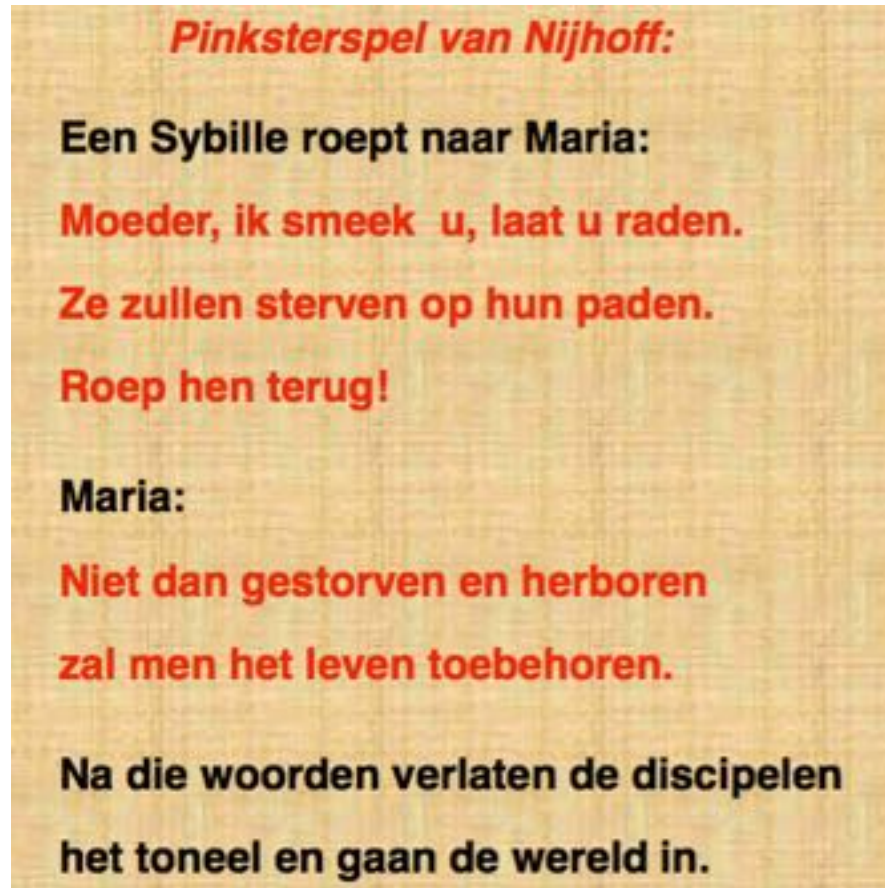 Pinksterspel van Nijhoff:
Een Sybille roept naar Maria:
Moeder, ik smeek u, laat u raden.
Ze zullen sterven op hun paden.
Roep hen terug!
Maria:
Niet dan gestorven en herboren
zal men het leven toebehoren.
Na die woorden verlaten de discipelen
het toneel en gaan de wereld in.